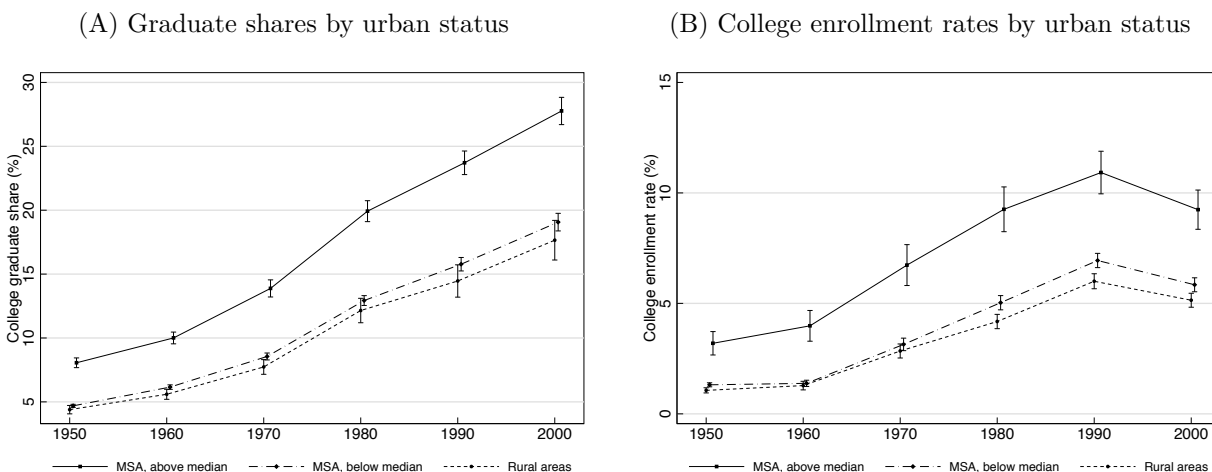 (A) Graduate shares by urban status
College graduate share (%)
30
25
20
15
10
5
1950 1960 1970 1980 1990 2000
MSA, above median MSA, below median Rural areas
(B) College enrollment rates by urban status
College enrollment rate (%)
15
10
5
0
1950 1960 1970 1980 1990 2000
MSA, above median MSA, below median Rural areas